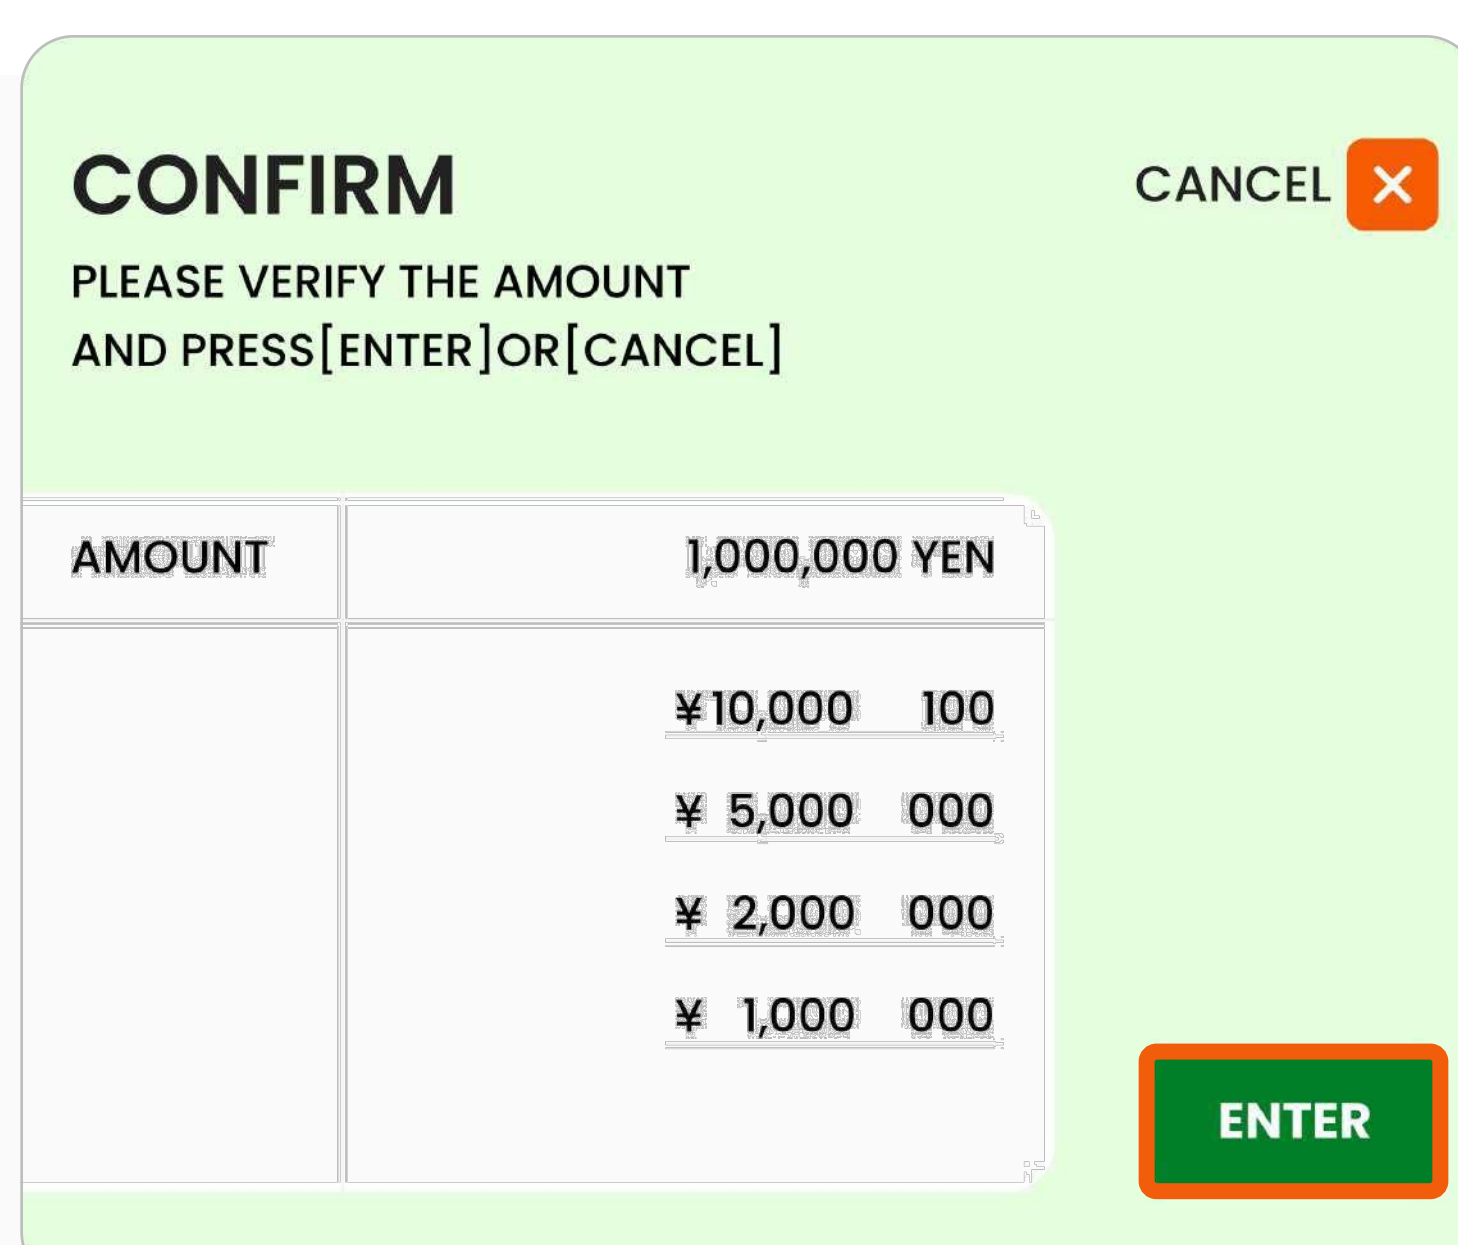 CONFIRM
CANCEL
PLEASE VERIFY THE AMOUNT
AND PRESS[ENTER]OR[CANCEL]
AMOUNT 1,000,000 YEN
¥10,000 100
¥ 5,000 000
¥ 2,000 000
¥ 1,000 000
ENTER